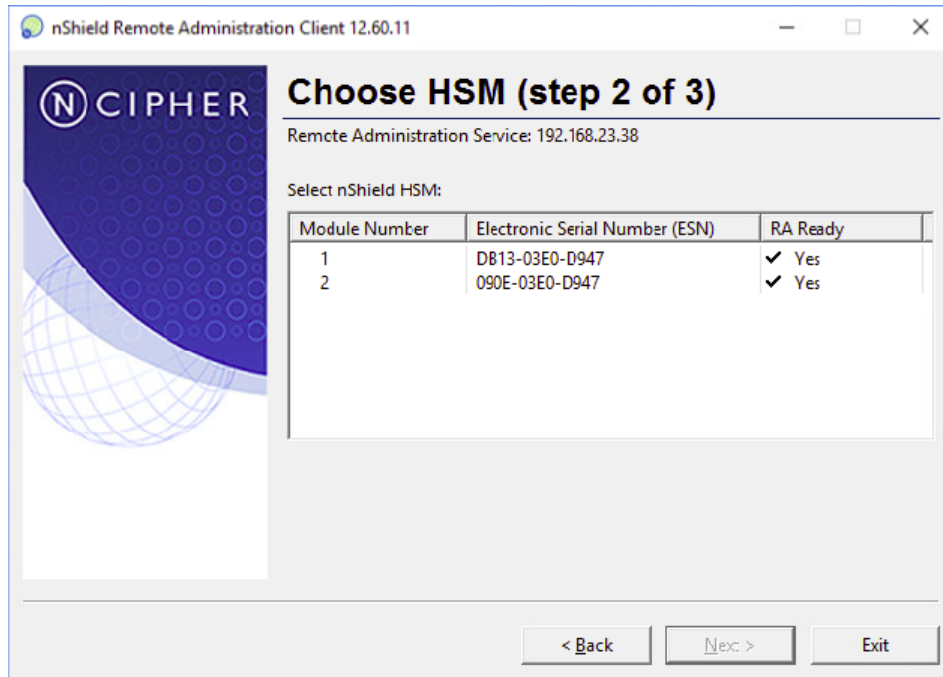 nShield Remote Administration Client 12.60.11
NCIPHER
Choose HSM (step 2 of 3)
Remote Administration Service: 192.168.23.38
Select nShield HSM:
Module Number Electronic Serial Number (ESN) RA Ready
1 DB13-03E0-D947 ✔ Yes
2 090E-03E0-D947 ✔ Yes
< Back Next > Exit